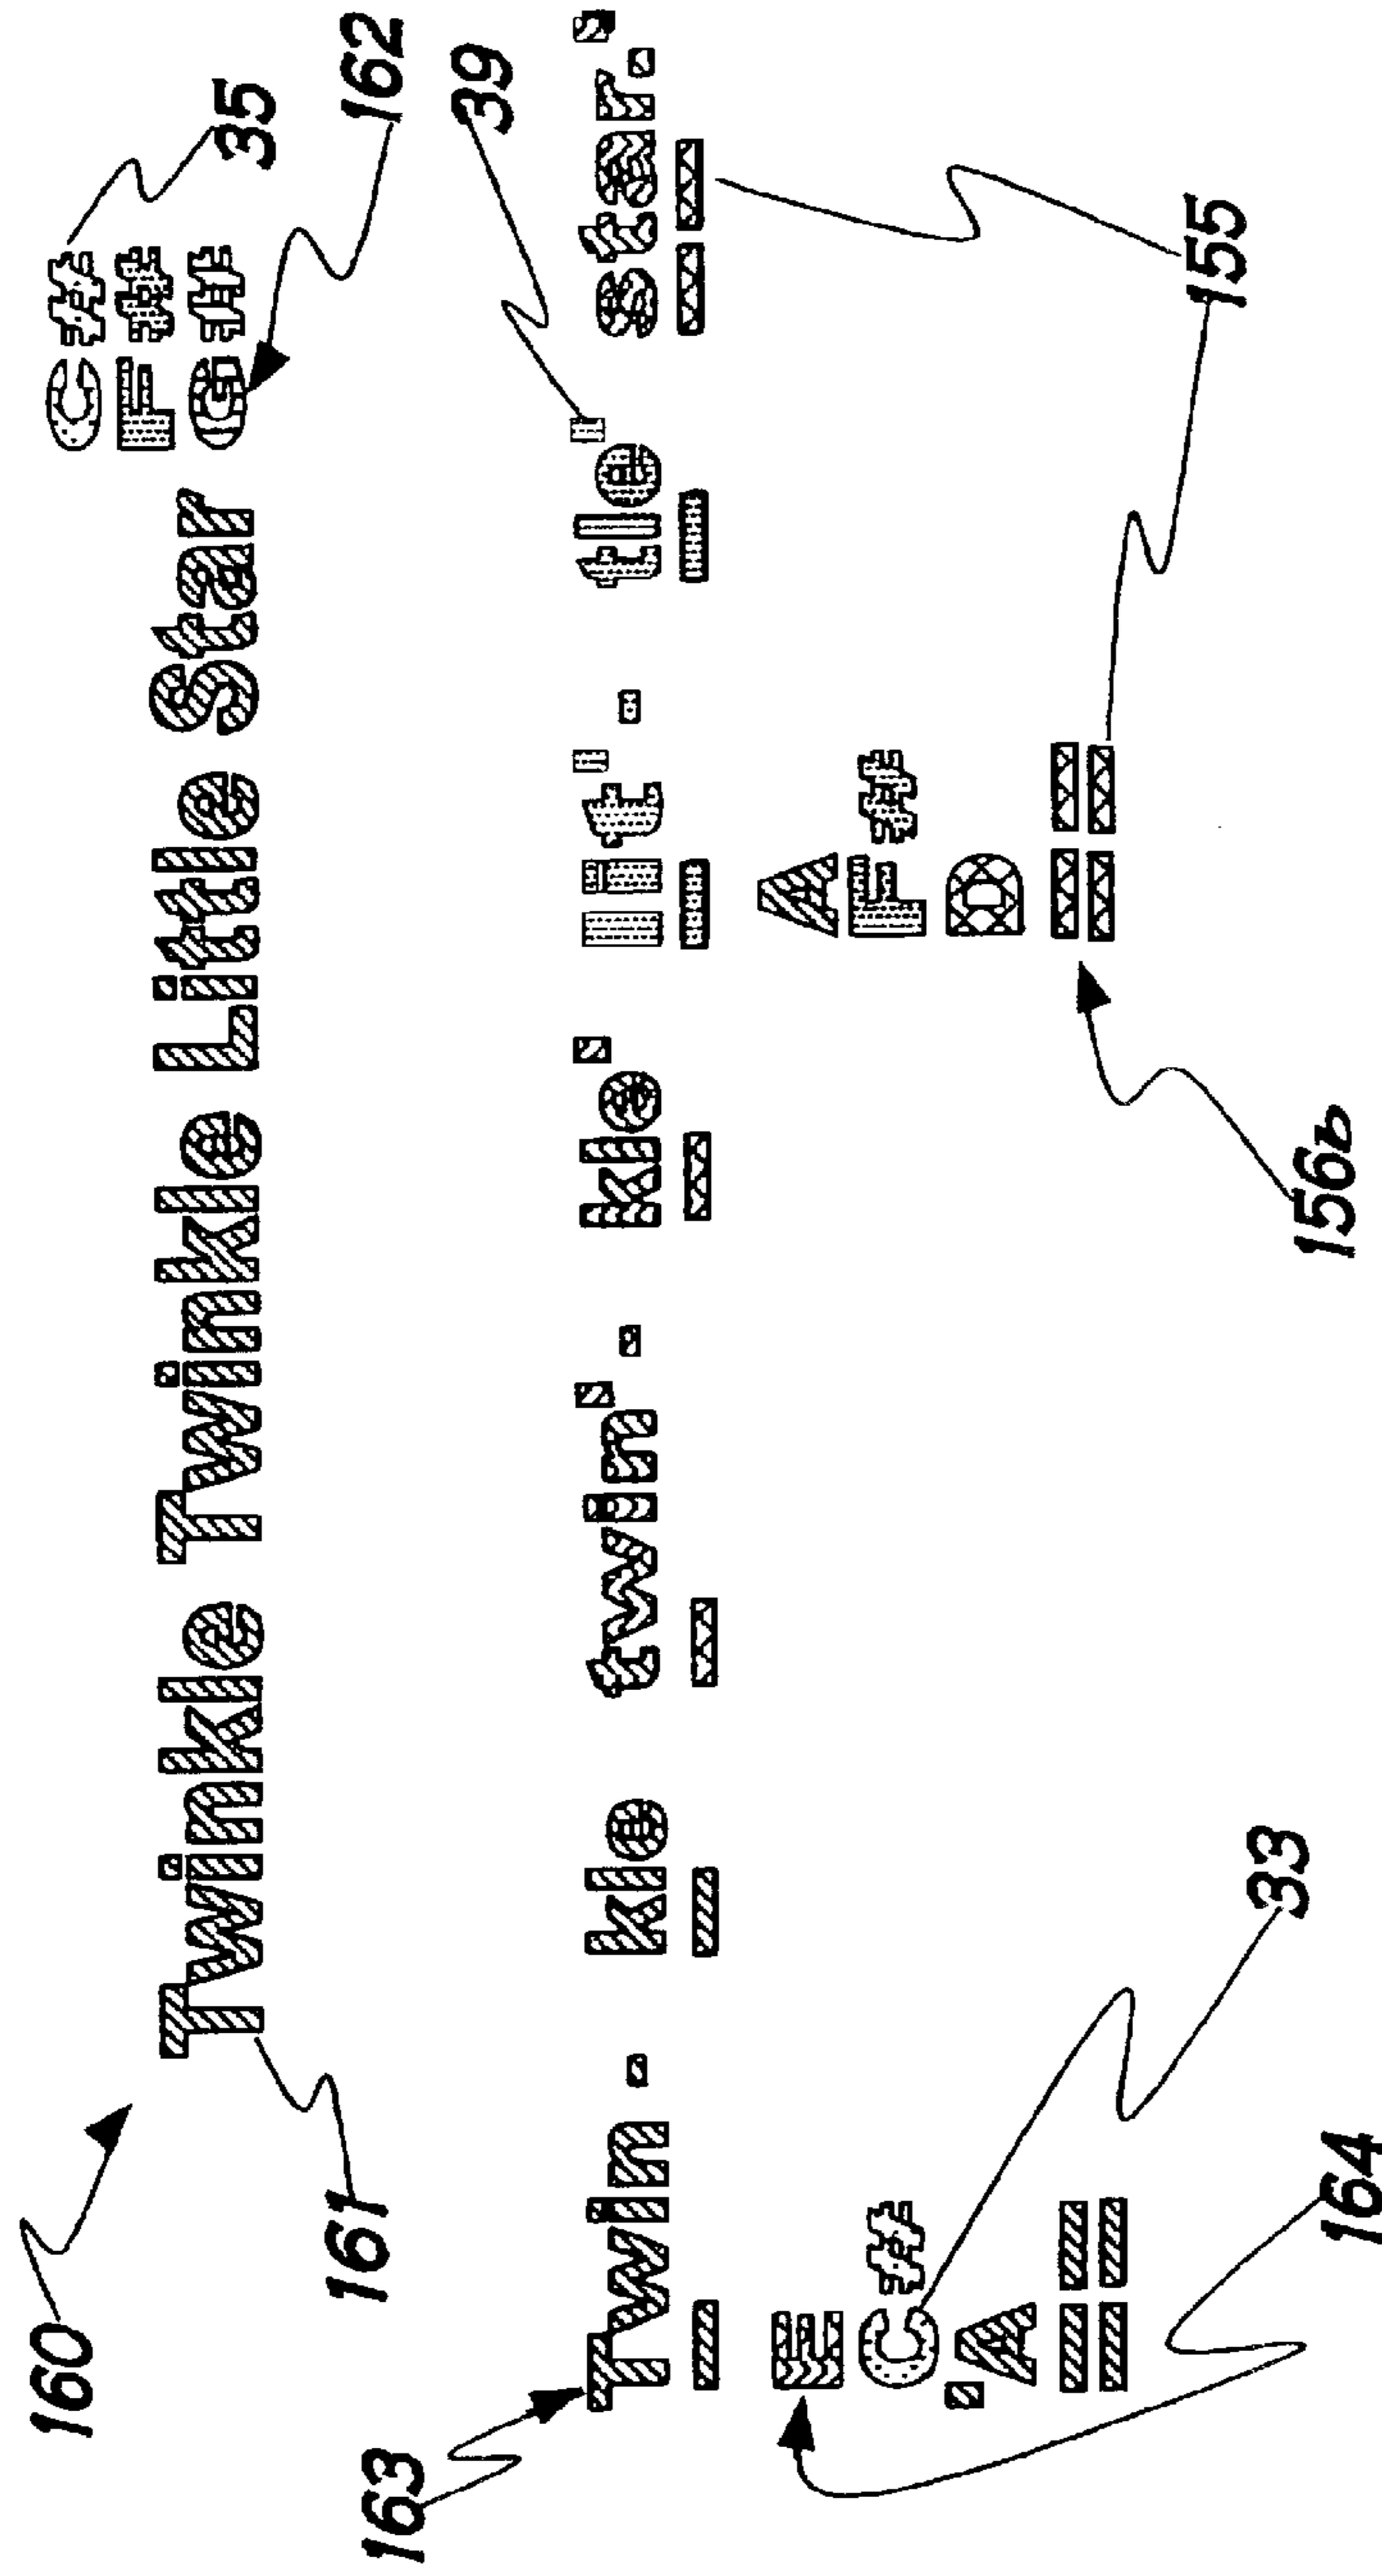 160
Twinkle Twinkle Little Star
C#
F#
G#
35
161
162
163
39
Twin - kle twin' - kle' lit' - tle' star.'
E
C#
'A
A
F#
D
155
33
156b
164